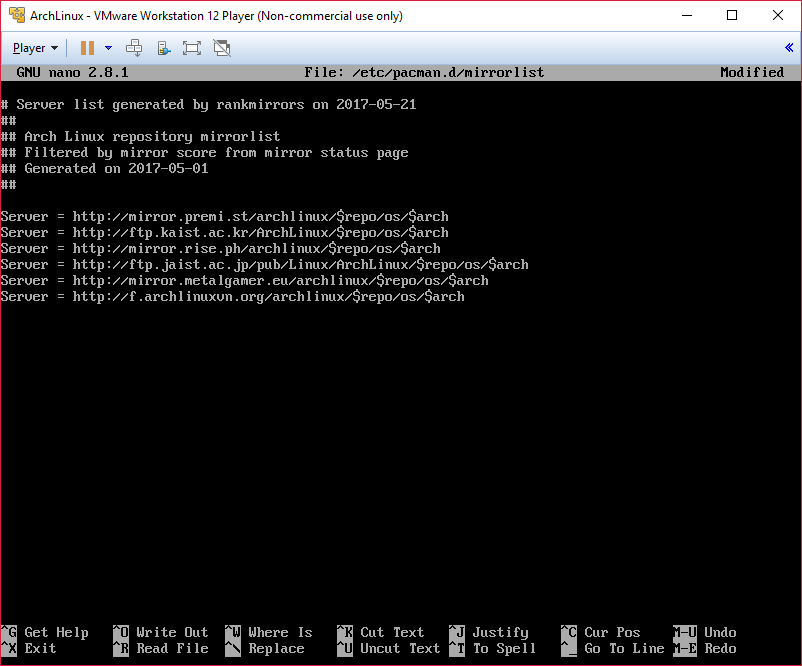 ArchLinux - VMware Workstation 12 Player (Non-commercial use only)
Player
GNU nano 2.8.1 File: /etc/pacman.d/mirrorlist Modified
# Server list generated by rankmirrors on 2017-05-21
##
## Arch Linux repository mirrorlist
## Filtered by mirror score from mirror status page
## Generated on 2017-05-01
##
Server = http://mirror.premi.st/archlinux/$repo/os/$arch
Server = http://ftp.kaist.ac.kr/ArchLinux/$repo/os/$arch
Server = http://mirror.rise.ph/archlinux/$repo/os/$arch
Server = http://ftp.jaist.ac.jp/pub/Linux/ArchLinux/$repo/os/$arch
Server = http://mirror.metalgamer.eu/archlinux/$repo/os/$arch
Server = http://f.archlinuxvn.org/archlinux/$repo/os/$arch
^G Get Help ^O Write Out ^W Where Is ^K Cut Text ^J Justify ^C Cur Pos M-U Undo
^X Exit ^R Read File ^\ Replace ^U Uncut Text ^T To Spell ^_ Go To Line M-E Redo